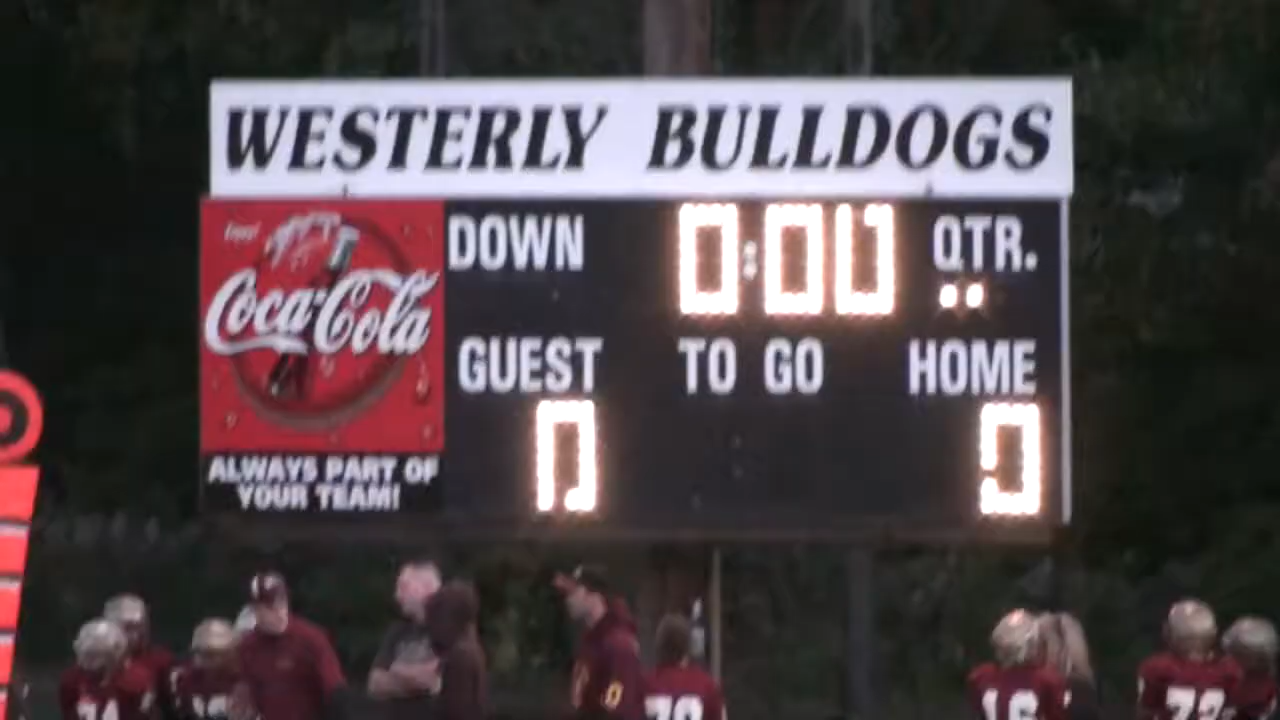 WESTERLY BULLDOGS
DOWN 0:00 QTR.
Coca-Cola
GUEST TO GO HOME
0 0
ALWAYS PART OF
YOUR TEAM!
16